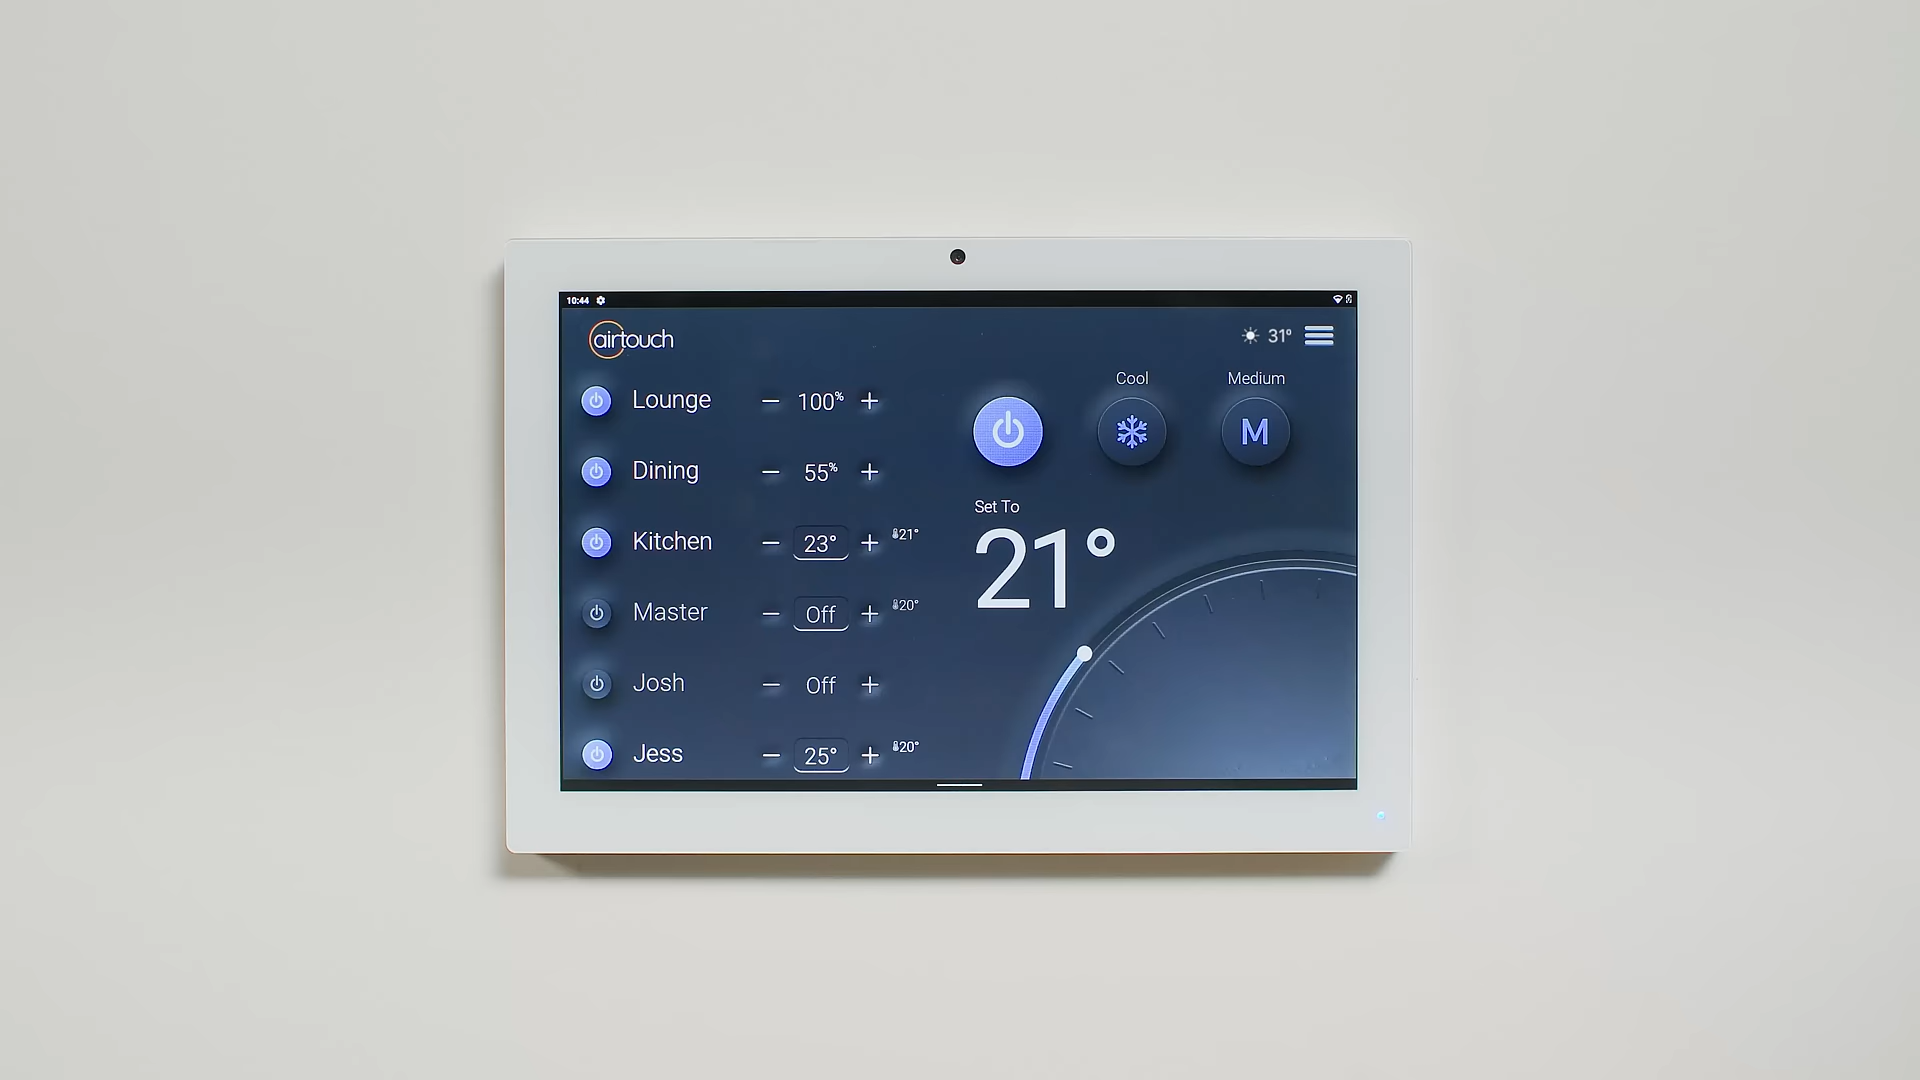 10:44
airtouch
31°
Lounge − 100% +
Dining − 55% +
Kitchen − 23° + 21°
Master − Off + 20°
Josh − Off +
Jess − 25° + 20°
Cool
Medium
M
Set To
21°